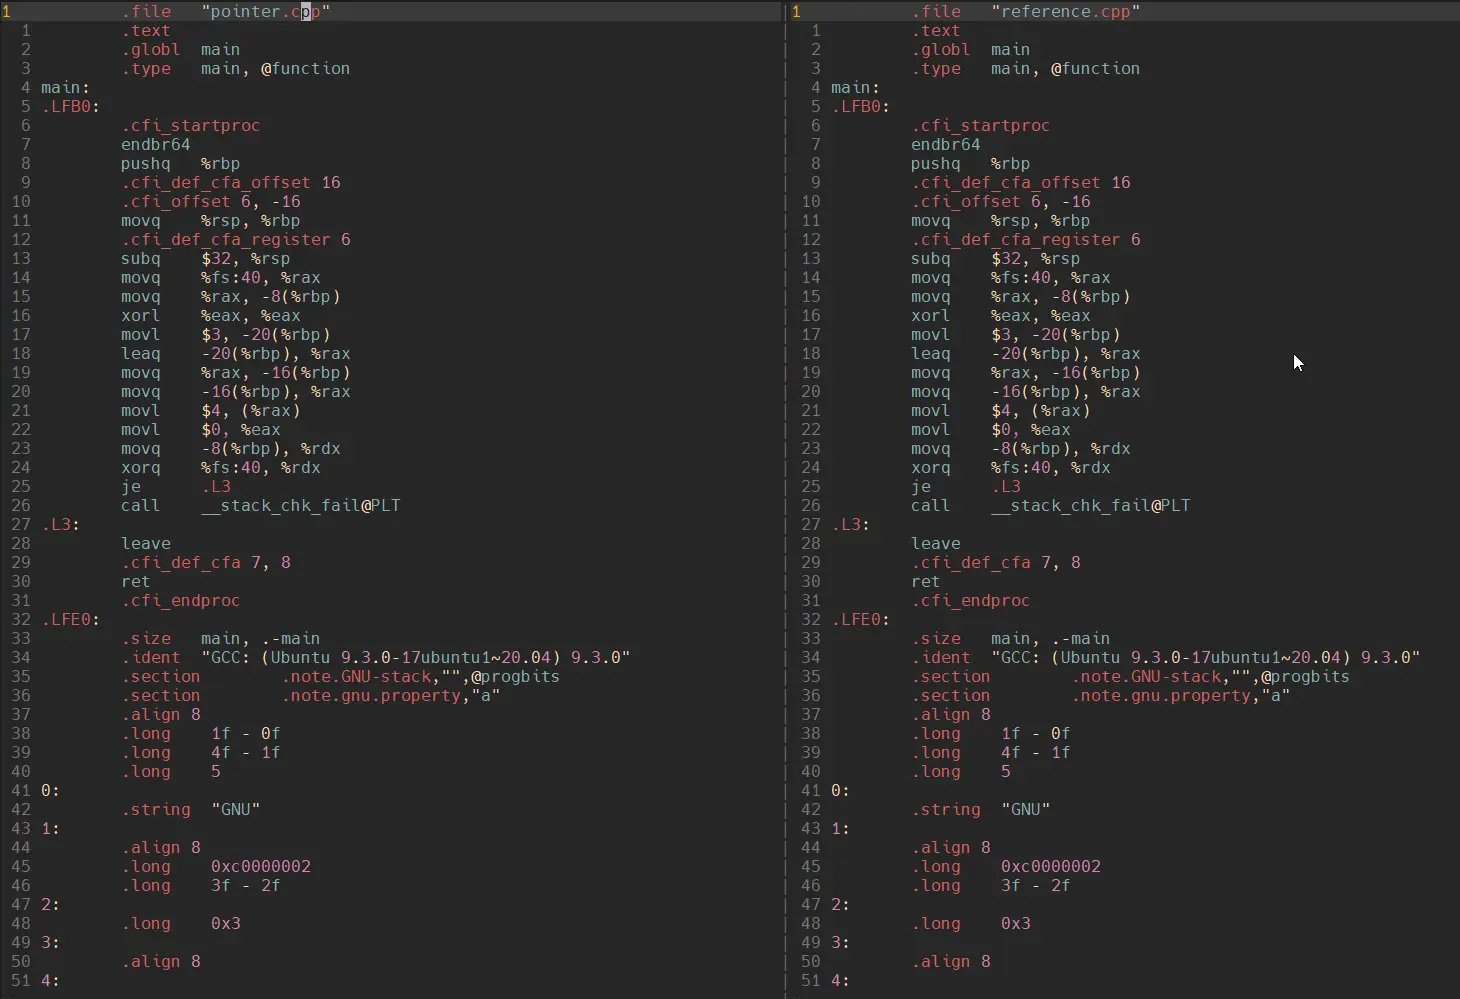 1 .file "pointer.cpp"
1 .text
2 .globl main
3 .type main, @function
4 main:
5 .LFB0:
6 .cfi_startproc
7 endbr64
8 pushq %rbp
9 .cfi_def_cfa_offset 16
10 .cfi_offset 6, -16
11 movq %rsp, %rbp
12 .cfi_def_cfa_register 6
13 subq $32, %rsp
14 movq %fs:40, %rax
15 movq %rax, -8(%rbp)
16 xorl %eax, %eax
17 movl $3, -20(%rbp)
18 leaq -20(%rbp), %rax
19 movq %rax, -16(%rbp)
20 movq -16(%rbp), %rax
21 movl $4, (%rax)
22 movl $0, %eax
23 movq -8(%rbp), %rdx
24 xorq %fs:40, %rdx
25 je .L3
26 call __stack_chk_fail@PLT
27 .L3:
28 leave
29 .cfi_def_cfa 7, 8
30 ret
31 .cfi_endproc
32 .LFE0:
33 .size main, .-main
34 .ident "GCC: (Ubuntu 9.3.0-17ubuntu1~20.04) 9.3.0"
35 .section .note.GNU-stack,"",@progbits
36 .section .note.gnu.property,"a"
37 .align 8
38 .long 1f - 0f
39 .long 4f - 1f
40 .long 5
41 0:
42 .string "GNU"
43 1:
44 .align 8
45 .long 0xc0000002
46 .long 3f - 2f
47 2:
48 .long 0x3
49 3:
50 .align 8
51 4:
1 .file "reference.cpp"
1 .text
2 .globl main
3 .type main, @function
4 main:
5 .LFB0:
6 .cfi_startproc
7 endbr64
8 pushq %rbp
9 .cfi_def_cfa_offset 16
10 .cfi_offset 6, -16
11 movq %rsp, %rbp
12 .cfi_def_cfa_register 6
13 subq $32, %rsp
14 movq %fs:40, %rax
15 movq %rax, -8(%rbp)
16 xorl %eax, %eax
17 movl $3, -20(%rbp)
18 leaq -20(%rbp), %rax
19 movq %rax, -16(%rbp)
20 movq -16(%rbp), %rax
21 movl $4, (%rax)
22 movl $0, %eax
23 movq -8(%rbp), %rdx
24 xorq %fs:40, %rdx
25 je .L3
26 call __stack_chk_fail@PLT
27 .L3:
28 leave
29 .cfi_def_cfa 7, 8
30 ret
31 .cfi_endproc
32 .LFE0:
33 .size main, .-main
34 .ident "GCC: (Ubuntu 9.3.0-17ubuntu1~20.04) 9.3.0"
35 .section .note.GNU-stack,"",@progbits
36 .section .note.gnu.property,"a"
37 .align 8
38 .long 1f - 0f
39 .long 4f - 1f
40 .long 5
41 0:
42 .string "GNU"
43 1:
44 .align 8
45 .long 0xc0000002
46 .long 3f - 2f
47 2:
48 .long 0x3
49 3:
50 .align 8
51 4: